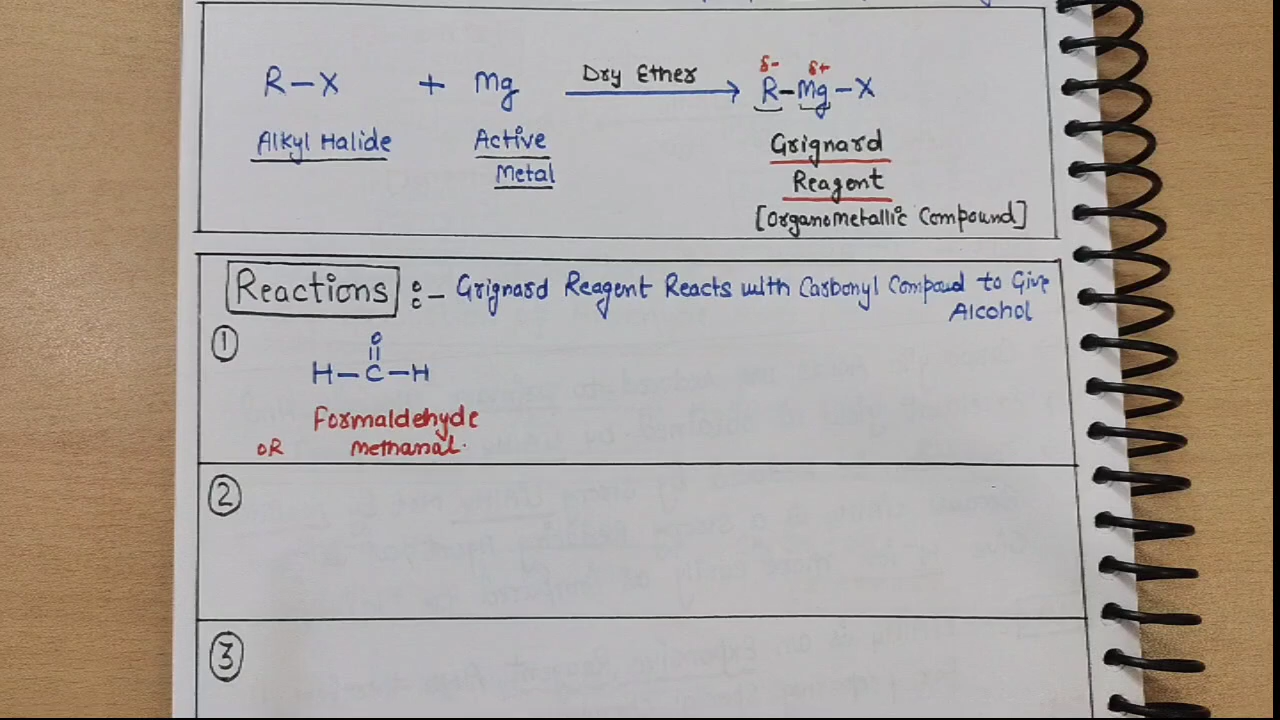 R-X + Mg Dry Ether → R-Mg-X
δ- δ+
Alkyl Halide Active Grignard
Metal Reagent
[Organometallic Compound]
Reactions :- Grignard Reagent Reacts with Carbonyl Compoud to Give
Alcohol
①
O
||
H-C-H
Formaldehyde
OR Methanal.
②
③